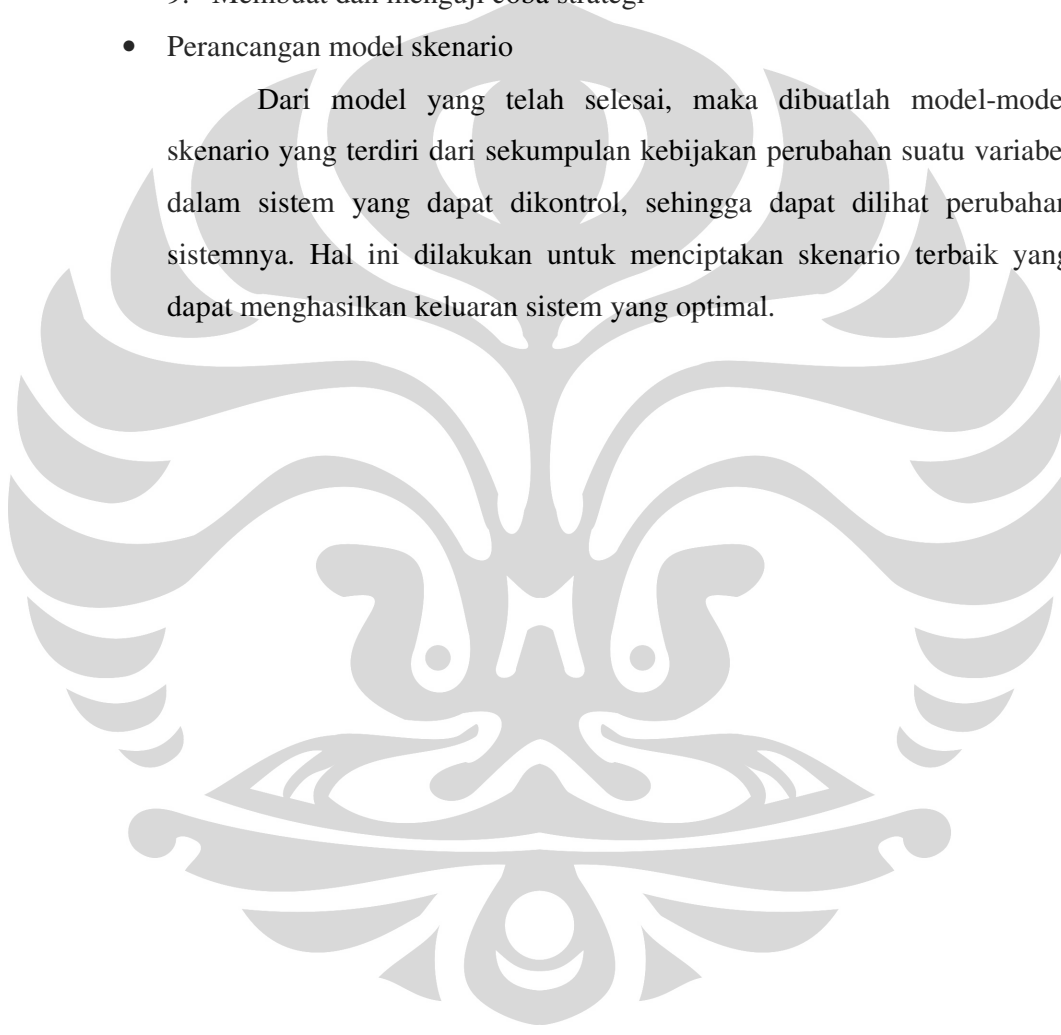 9. Membuat dan menguji coba strategi
• Perancangan model skenario
Dari model yang telah selesai, maka dibuatlah model-mode
skenario yang terdiri dari sekumpulan kebijakan perubahan suatu variabe
dalam sistem yang dapat dikontrol, sehingga dapat dilihat perubahan
sistemnya. Hal ini dilakukan untuk menciptakan skenario terbaik yang
dapat menghasilkan keluaran sistem yang optimal.